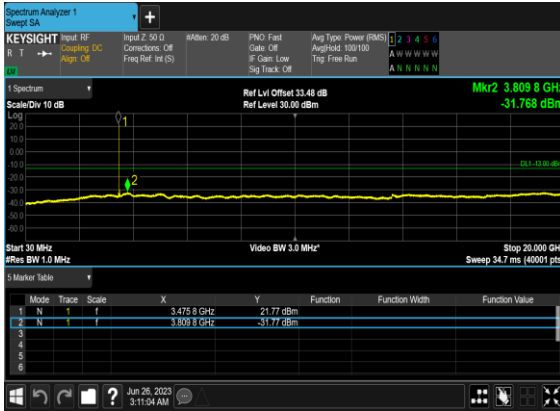 Spectrum Analyzer 1
Swept SA
+
KEYSIGHT Input: RF Input Z: 50 Ω #Atten: 20 dB PNO: Fast Avg Type: Power (RMS) 1 2 3 4 5 6
R T Coupling: DC Corrections: Off Gate: Off Avg|Hold: 100/100 A W W W W W
Align: Off Freq Ref: Int (S) IF Gain: Low Trig: Free Run
Sig Track: Off A N N N N N
1 Spectrum Ref Lvl Offset 33.48 dB Mkr2 3.809 8 GHz
Scale/Div 10 dB Ref Level 30.00 dBm -31.768 dBm
Log
20.0
10.0
0.00
-10.0
-20.0
-30.0
-40.0
-50.0
-60.0
1
2
DL1 -13.00 dBm
Start 30 MHz Video BW 3.0 MHz* Stop 20.000 GH
#Res BW 1.0 MHz Sweep 34.7 ms (40001 pts
5 Marker Table
Mode Trace Scale X Y Function Function Width Function Value
1 N 1 f 3.475 8 GHz 21.77 dBm
2 N 1 f 3.809 8 GHz -31.77 dBm
3
4
5
6
? Jun 26, 2023
3:11:04 AM